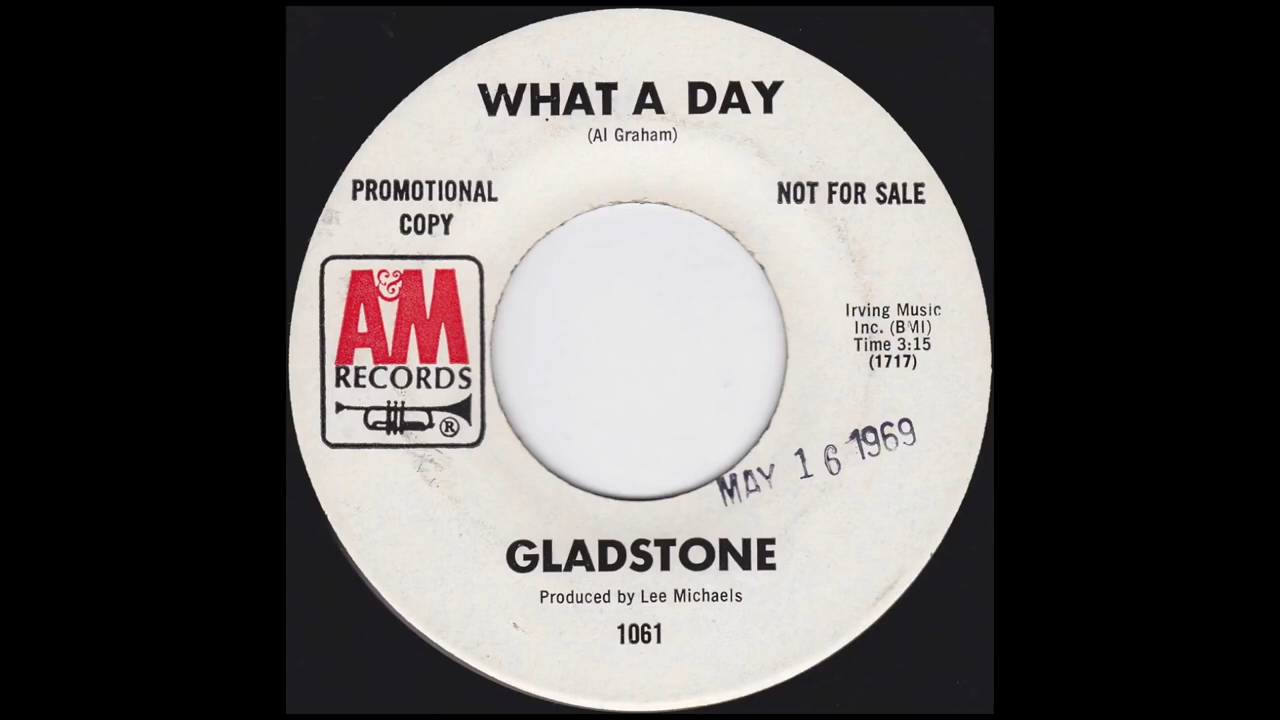 WHAT A DAY
(Al Graham)
PROMOTIONAL
COPY
NOT FOR SALE
A&M
RECORDS
®
Irving Music
Inc. (BMI)
Time 3:15
(1717)
MAY 16 1969
GLADSTONE
Produced by Lee Michaels
1061